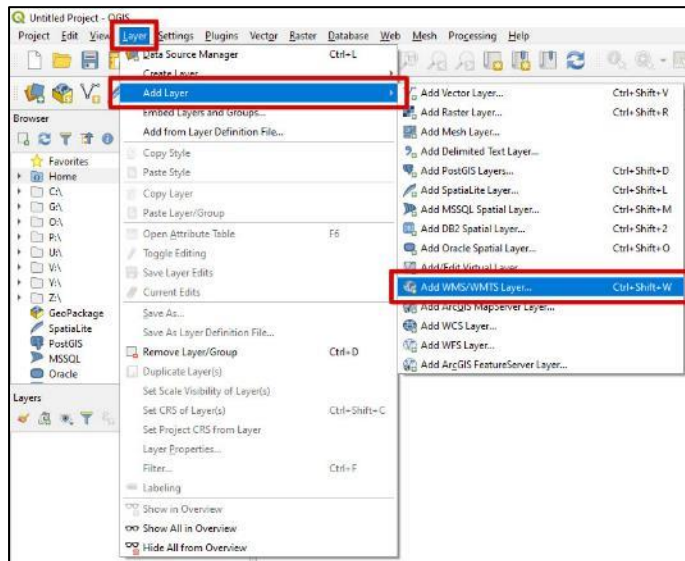 Untitled Project - QGIS
Project Edit View Layer Settings Plugins Vector Raster Database Web Mesh Processing Help
Data Source Manager Ctrl+L
Create Layer
Add Layer
Embed Layers and Groups...
Add from Layer Definition File...
Copy Style
Paste Style
Copy Layer
Paste Layer/Group
Open Attribute Table F6
Toggle Editing
Save Layer Edits
Current Edits
Save As...
Save As Layer Definition File...
Remove Layer/Group Ctrl+D
Duplicate Layer(s)
Set Scale Visibility of Layer(s)
Set CRS of Layer(s) Ctrl+Shift+C
Set Project CRS from Layer
Layer Properties...
Filter... Ctrl+F
Labeling
Show in Overview
Show All in Overview
Hide All from Overview
Add Vector Layer... Ctrl+Shift+V
Add Raster Layer... Ctrl+Shift+R
Add Mesh Layer...
Add Delimited Text Layer...
Add PostGIS Layers... Ctrl+Shift+D
Add SpatiaLite Layer... Ctrl+Shift+L
Add MSSQL Spatial Layer... Ctrl+Shift+M
Add DB2 Spatial Layer... Ctrl+Shift+2
Add Oracle Spatial Layer... Ctrl+Shift+O
Add/Edit Virtual Layer...
Add WMS/WMTS Layer... Ctrl+Shift+W
Add ArcGIS MapServer Layer...
Add WCS Layer...
Add WFS Layer...
Add ArcGIS FeatureServer Layer...
Browser
Favorites
Home
C:\
G:\
O:\
P:\
U:\
V:\
Y:\
Z:\
GeoPackage
SpatiaLite
PostGIS
MSSQL
Oracle
Layers